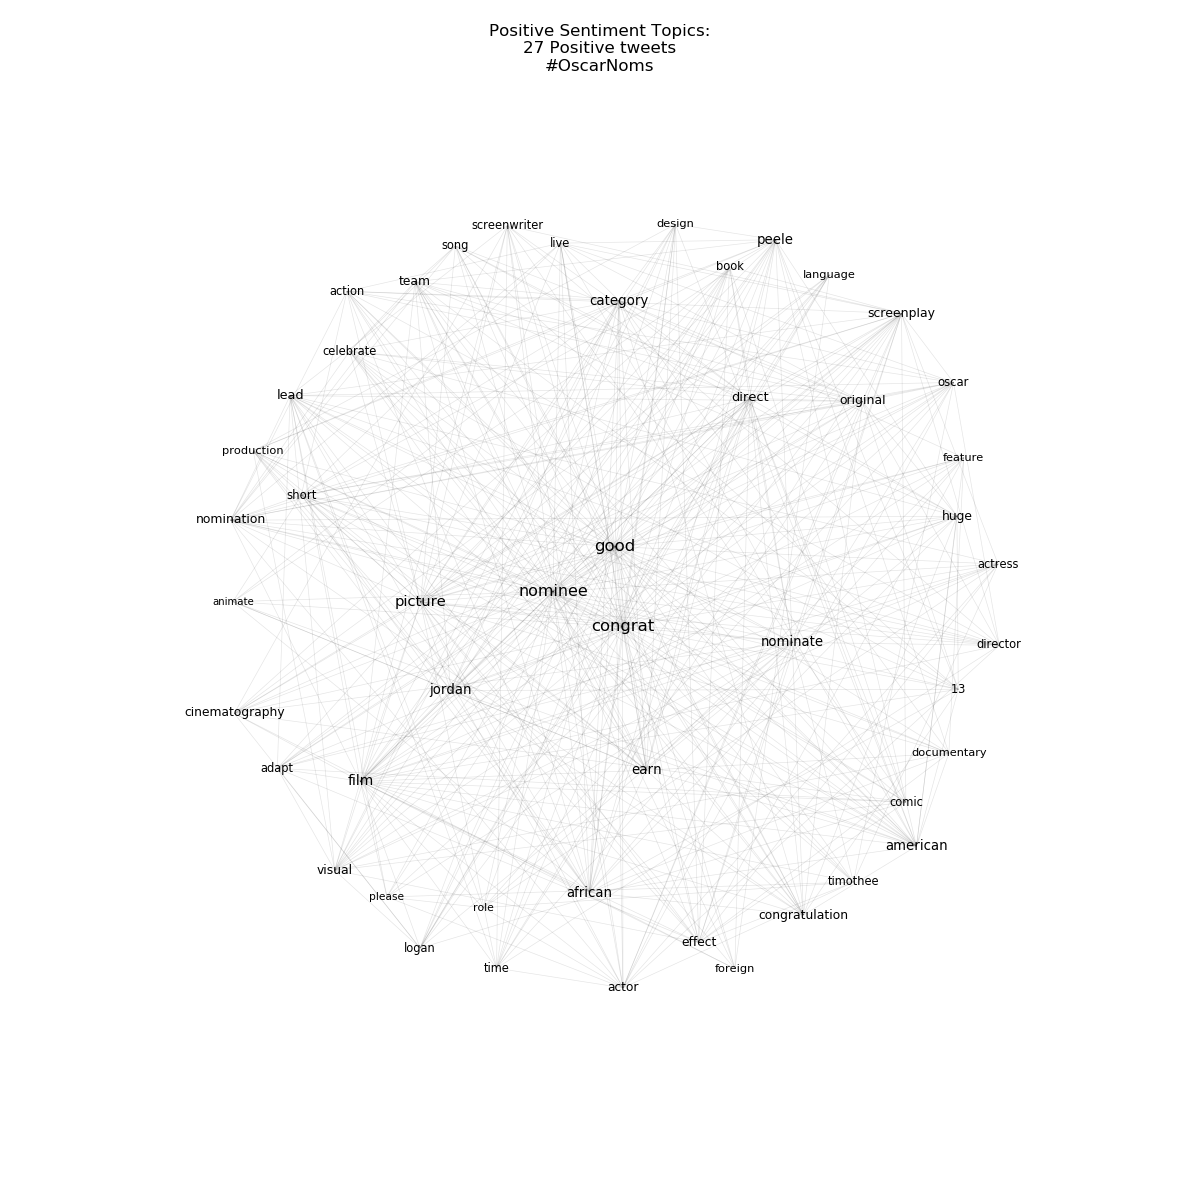 Positive Sentiment Topics:
27 Positive tweets
#OscarNoms
screenwriter
design
song
live
peele
book
language
team
action
category
screenplay
celebrate
oscar
lead
direct
original
production
feature
short
nomination
huge
good
actress
nominee
animate
picture
congrat
nominate
director
jordan
13
cinematography
documentary
adapt
earn
film
comic
american
visual
timothee
please
african
role
congratulation
effect
logan
time
foreign
actor